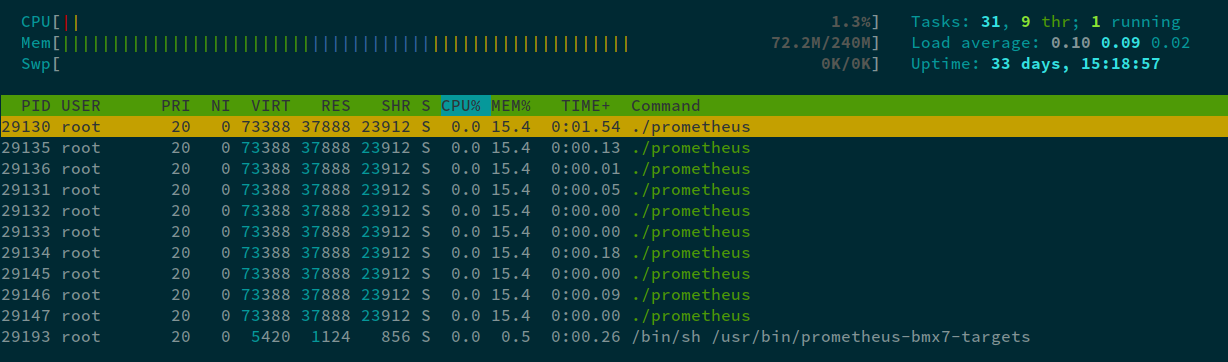 CPU[|| 1.3%] Tasks: 31, 9 thr; 1 running
Mem[||||||||||||||||||||||||||||||||||||||||||||||||||||||||| 72.2M/240M] Load average: 0.10 0.09 0.02
Swp[ 0K/0K] Uptime: 33 days, 15:18:57
PID USER PRI NI VIRT RES SHR S CPU% MEM% TIME+ Command
29130 root 20 0 73388 37888 23912 S 0.0 15.4 0:01.54 ./prometheus
29135 root 20 0 73388 37888 23912 S 0.0 15.4 0:00.13 ./prometheus
29136 root 20 0 73388 37888 23912 S 0.0 15.4 0:00.01 ./prometheus
29131 root 20 0 73388 37888 23912 S 0.0 15.4 0:00.05 ./prometheus
29132 root 20 0 73388 37888 23912 S 0.0 15.4 0:00.00 ./prometheus
29133 root 20 0 73388 37888 23912 S 0.0 15.4 0:00.00 ./prometheus
29134 root 20 0 73388 37888 23912 S 0.0 15.4 0:00.18 ./prometheus
29145 root 20 0 73388 37888 23912 S 0.0 15.4 0:00.00 ./prometheus
29146 root 20 0 73388 37888 23912 S 0.0 15.4 0:00.09 ./prometheus
29147 root 20 0 73388 37888 23912 S 0.0 15.4 0:00.00 ./prometheus
29193 root 20 0 5420 1124 856 S 0.0 0.5 0:00.26 /bin/sh /usr/bin/prometheus-bmx7-targets